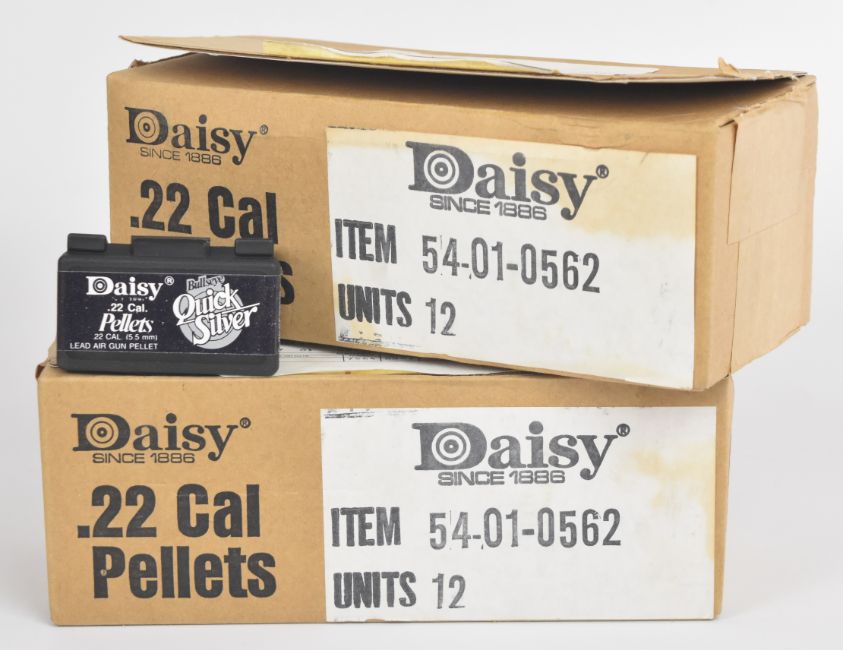 Daisy®
SINCE 1886
.22 Cal
Daisy®
SINCE 1886
ITEM 54-01-0562
UNITS 12
Daisy®
.22 Cal.
Pellets
.22 CAL (5.5 mm)
LEAD AIR GUN PELLET
Bullseye
Quick
Silver
Daisy®
SINCE 1886
.22 Cal
Pellets
Daisy®
SINCE 1886
ITEM 54-01-0562
UNITS 12